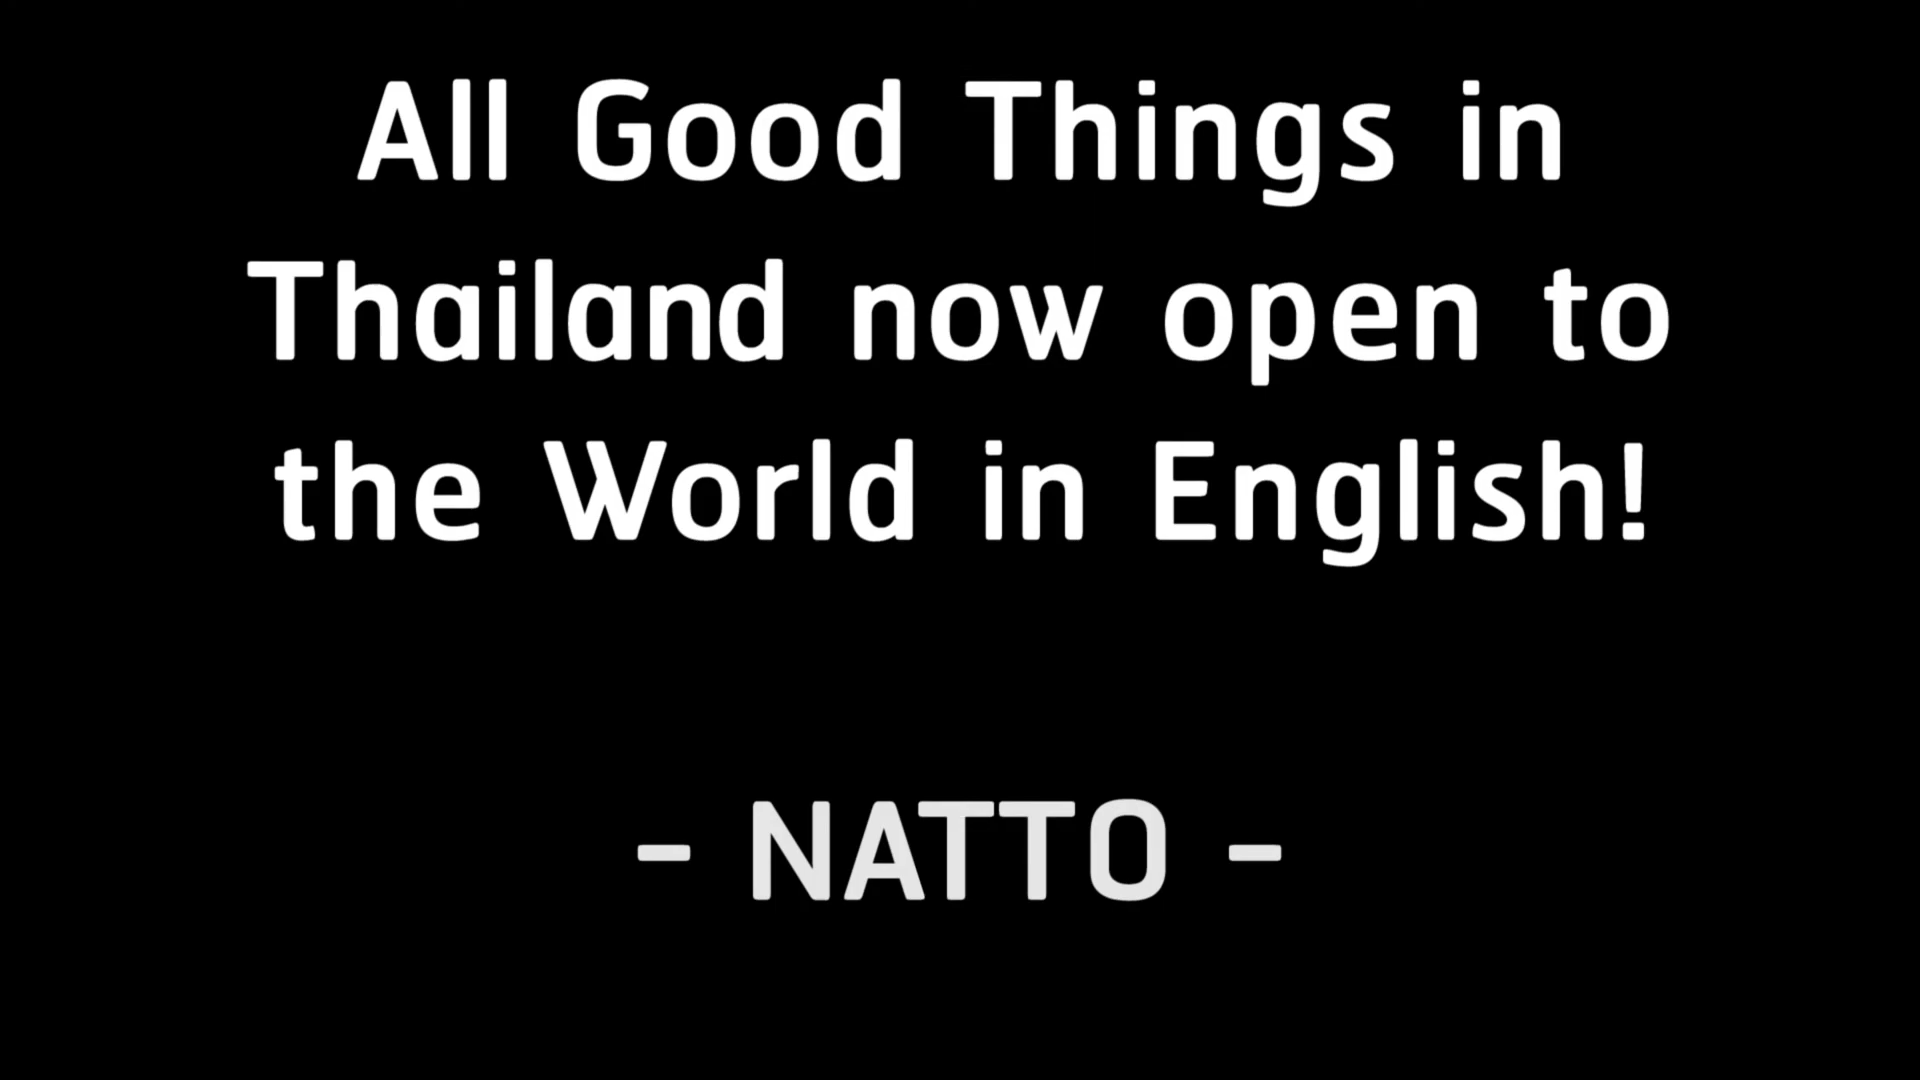 All Good Things in
Thailand now open to
the World in English!
- NATTO -